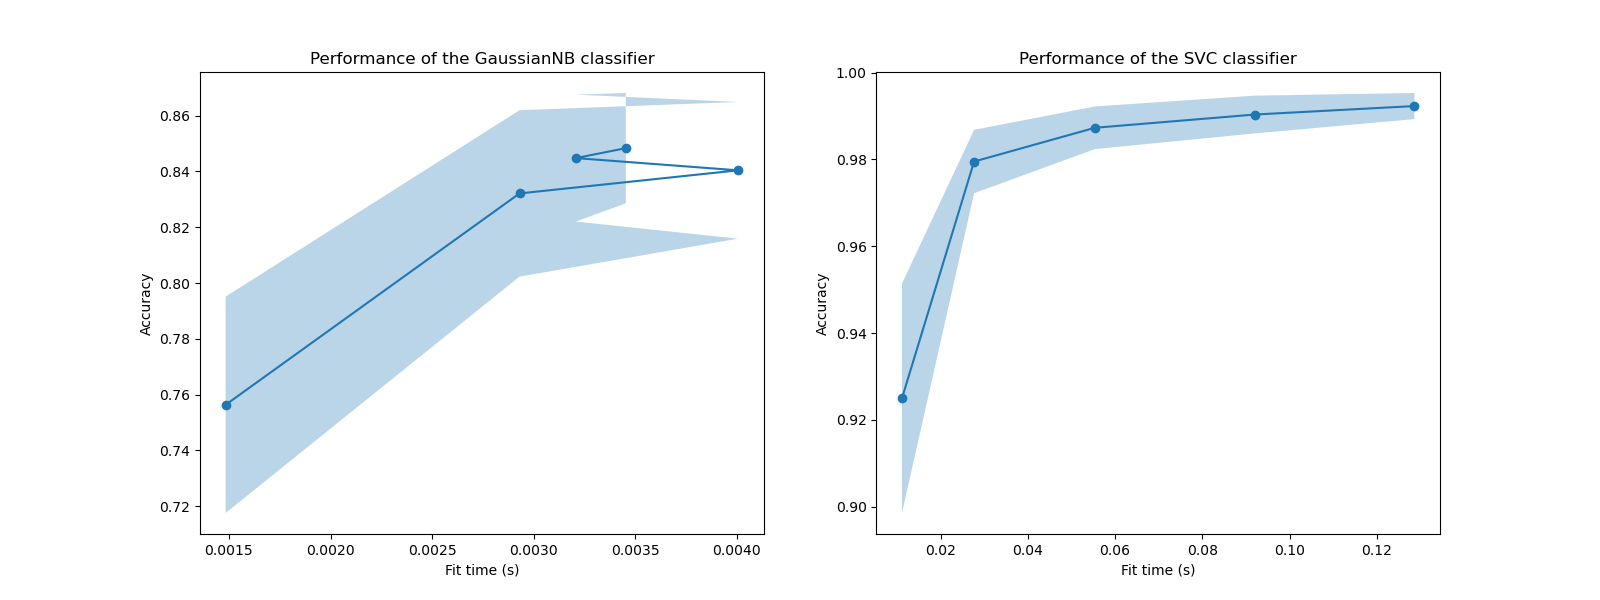 Performance of the GaussianNB classifier
Accuracy
0.86
0.84
0.82
0.80
0.78
0.76
0.74
0.72
0.0015 0.0020 0.0025 0.0030 0.0035 0.0040
Fit time (s)
Performance of the SVC classifier
Accuracy
1.00
0.98
0.96
0.94
0.92
0.90
0.02 0.04 0.06 0.08 0.10 0.12
Fit time (s)